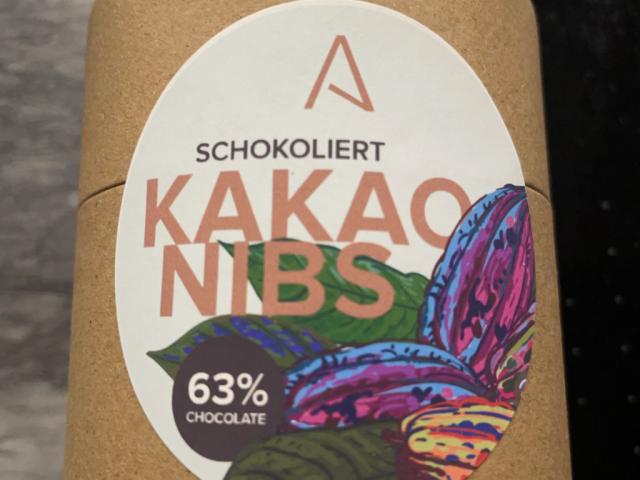 SCHOKOLIERT
KAKAO
NIBS
63%
CHOCOLATE